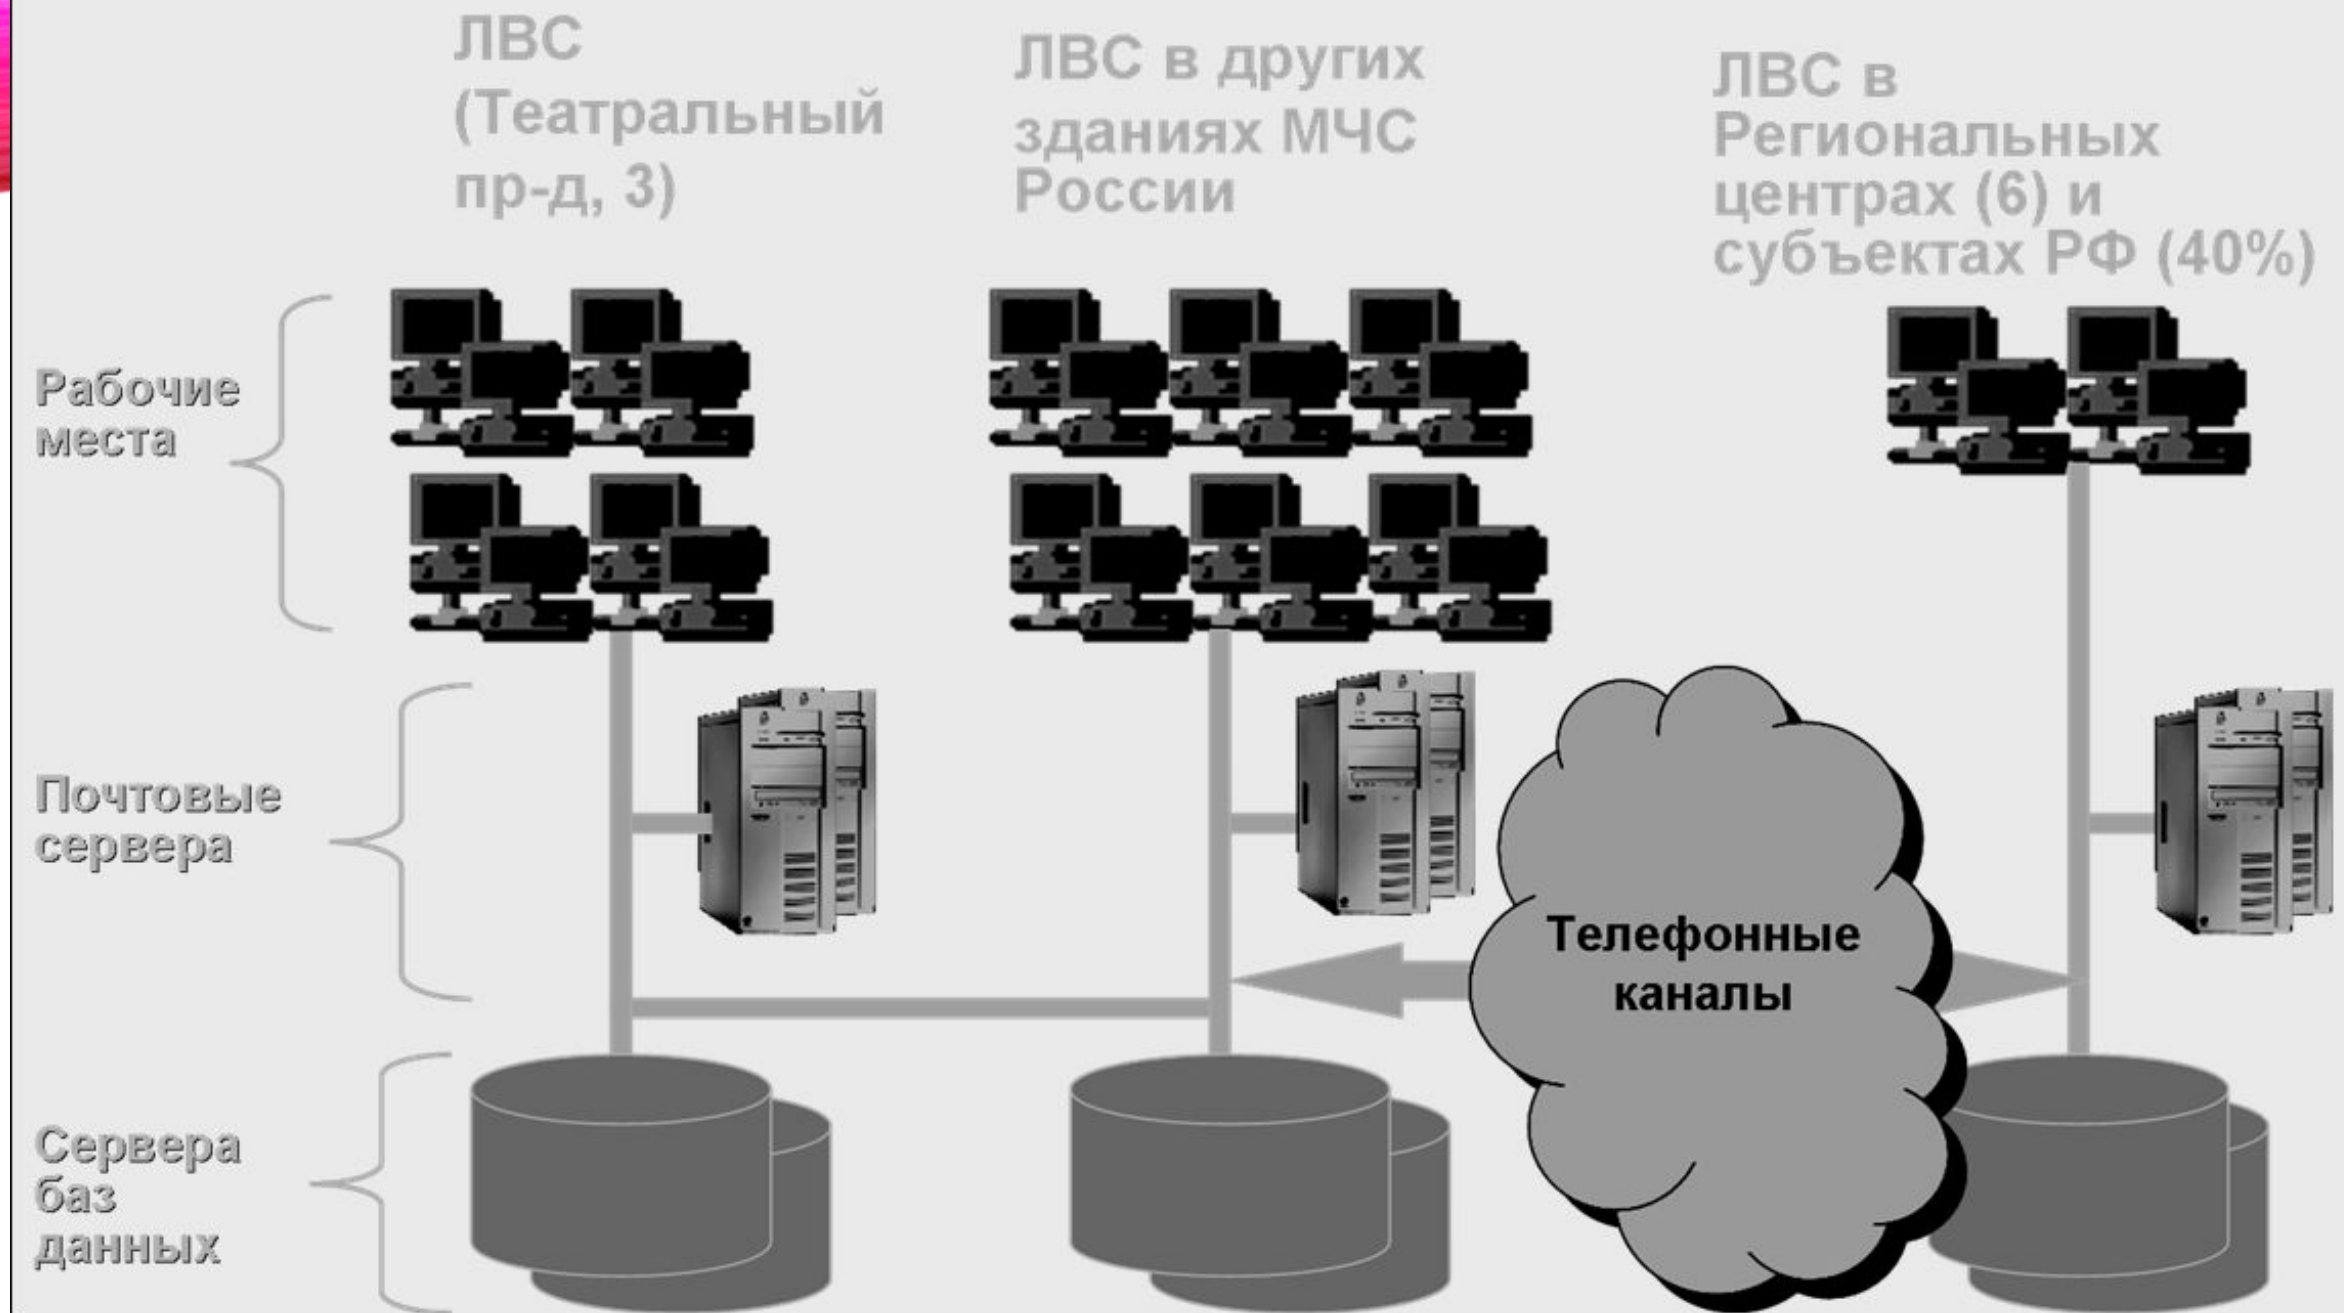 ЛВС
(Театральный
пр-д, 3)
ЛВС в других
зданиях МЧС
России
ЛВС в
Региональных
центрах (6) и
субъектах РФ (40%)
Рабочие
места
Почтовые
сервера
Телефонные
каналы
Сервера
баз
данных